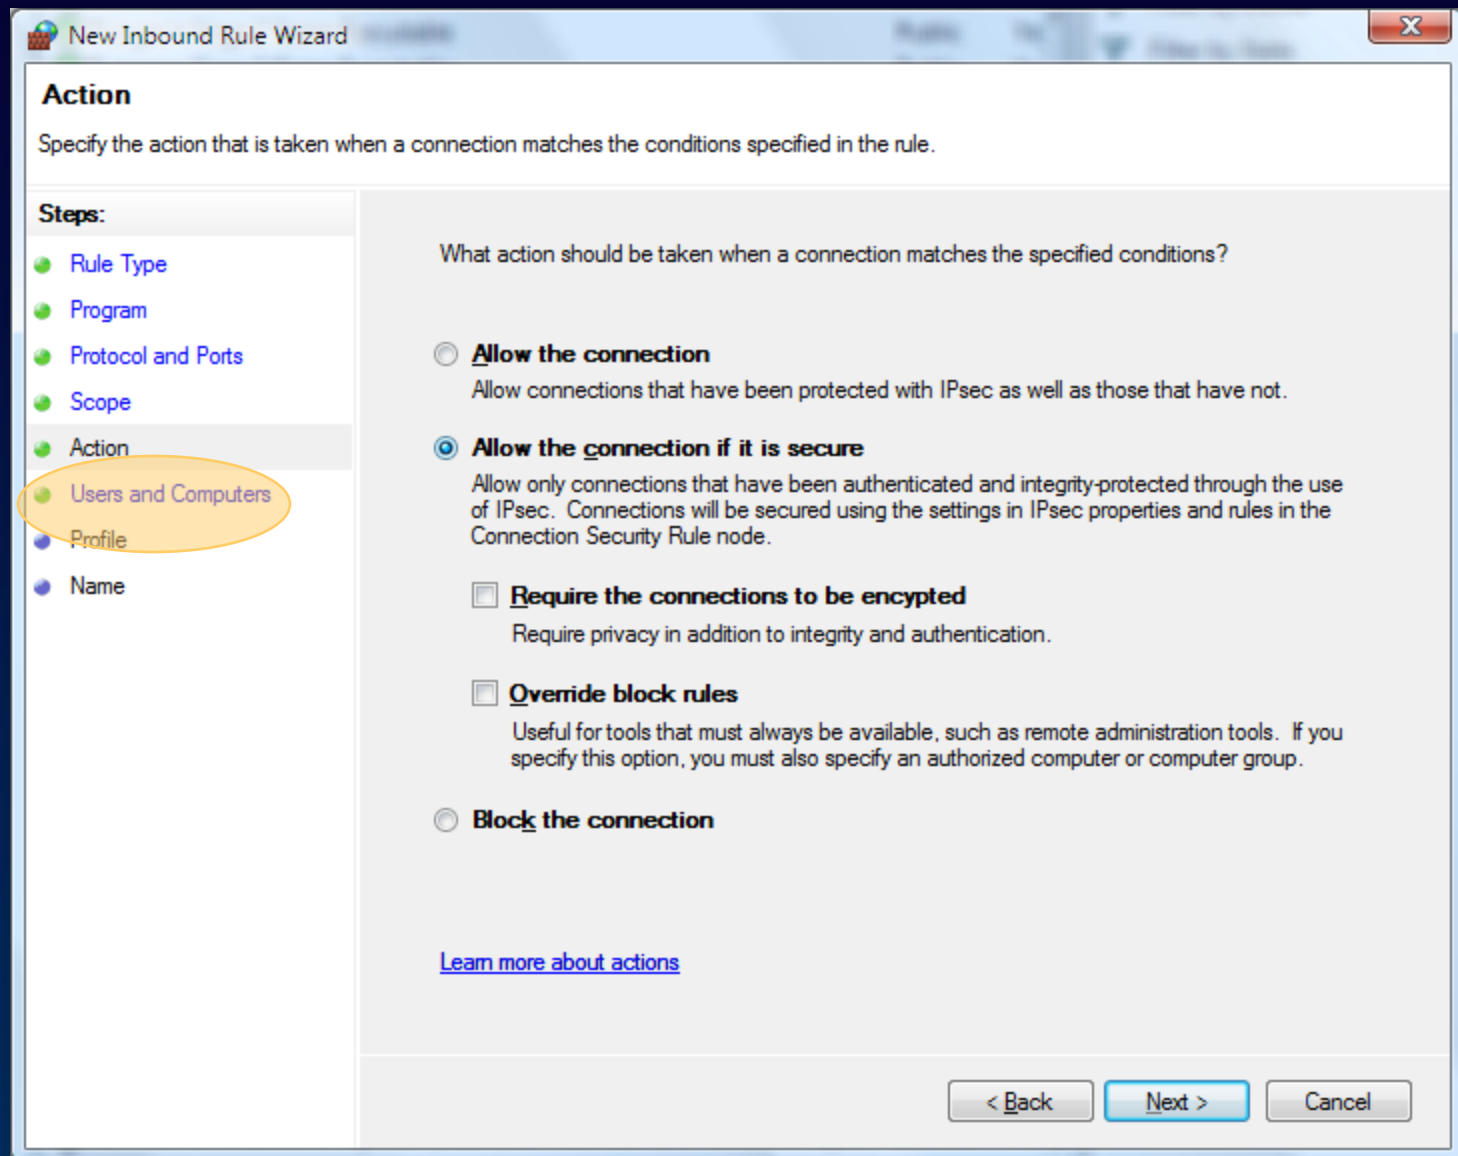 New Inbound Rule Wizard
Action
Specify the action that is taken when a connection matches the conditions specified in the rule.
Steps:
Rule Type
Program
Protocol and Ports
Scope
Action
Users and Computers
Profile
Name
What action should be taken when a connection matches the specified conditions?
Allow the connection
Allow connections that have been protected with IPsec as well as those that have not.
Allow the connection if it is secure
Allow only connections that have been authenticated and integrity-protected through the use
of IPsec.  Connections will be secured using the settings in IPsec properties and rules in the
Connection Security Rule node.
Require the connections to be encypted
Require privacy in addition to integrity and authentication.
Override block rules
Useful for tools that must always be available, such as remote administration tools.  If you
specify this option, you must also specify an authorized computer or computer group.
Block the connection
Learn more about actions
< Back
Next >
Cancel